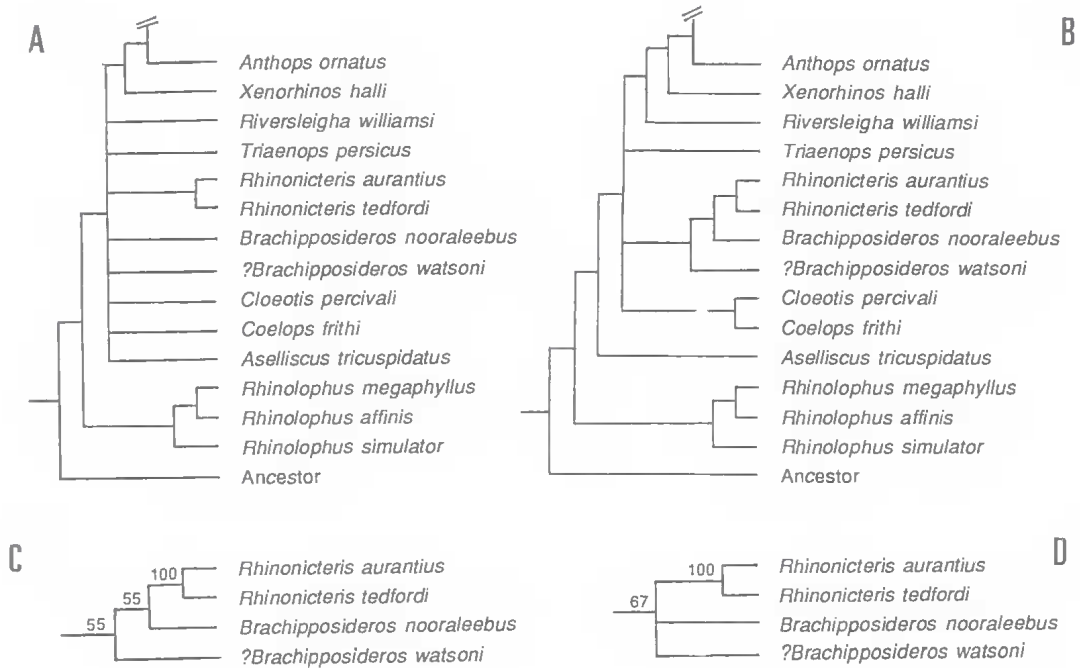 A
Anthops ornatus
Xenorhinos halli
Riversleigha williamsi
Triaenops persicus
Rhinonicteris aurantius
Rhinonicteris tedfordi
Brachipposideros nooraleebus
?Brachipposideros watsoni
Cloeotis percivali
Coelops frithi
Aselliscus tricuspidatus
Rhinolophus megaphyllus
Rhinolophus affinis
Rhinolophus simulator
Ancestor
B
Anthops ornatus
Xenorhinos halli
Riversleigha williamsi
Triaenops persicus
Rhinonicteris aurantius
Rhinonicteris tedfordi
Brachipposideros nooraleebus
?Brachipposideros watsoni
Cloeotis percivali
Coelops frithi
Aselliscus tricuspidatus
Rhinolophus megaphyllus
Rhinolophus affinis
Rhinolophus simulator
Ancestor
C
100
55
55
Rhinonicteris aurantius
Rhinonicteris tedfordi
Brachipposideros nooraleebus
?Brachipposideros watsoni
D
100
67
Rhinonicteris aurantius
Rhinonicteris tedfordi
Brachipposideros nooraleebus
?Brachipposideros watsoni